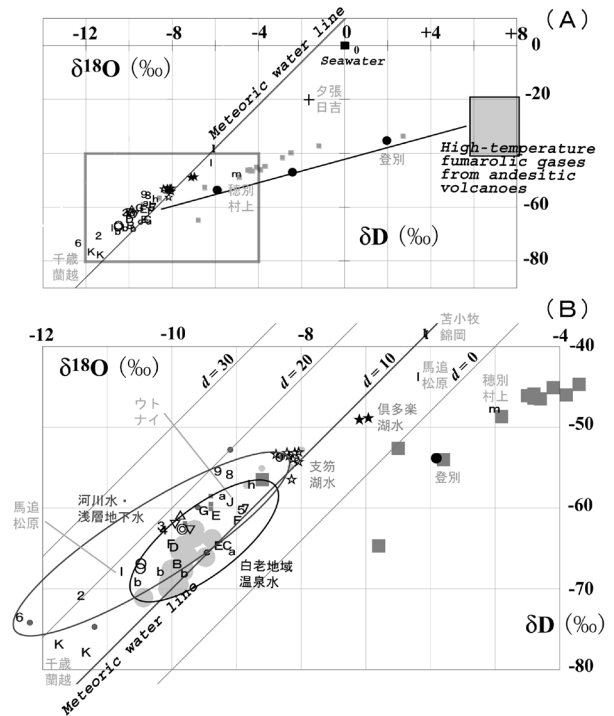 (A)
-12
-8
-4
0
+4
+8
δ18O (‰)
Meteoric water line
0
Seawater
夕張
日吉
-20
登別
High-temperature
fumarolic gases
from andesitic
volcanoes
m
穂別
村上
-60
δD (‰)
-80
6
2
K
K
千歳
蘭越
(B)
-12
-10
-8
-4
δ18O (‰)
d = 30
d = 20
d = 10
d = 0
t
苫小牧
錦岡
-40
l
馬追
松原
穂別
村上
m
倶多楽
湖水
-50
ウト
ナイ
支笏
湖水
登別
河川水・
浅層地下水
9
8
h
a
J
5
G
E
F
3
4
-60
馬追
松原
F
D
E
C
a
白老地域
温泉水
l
B
b
b
b
2
6
-70
K
K
千歳
蘭越
Meteoric water line
δD (‰)
-80